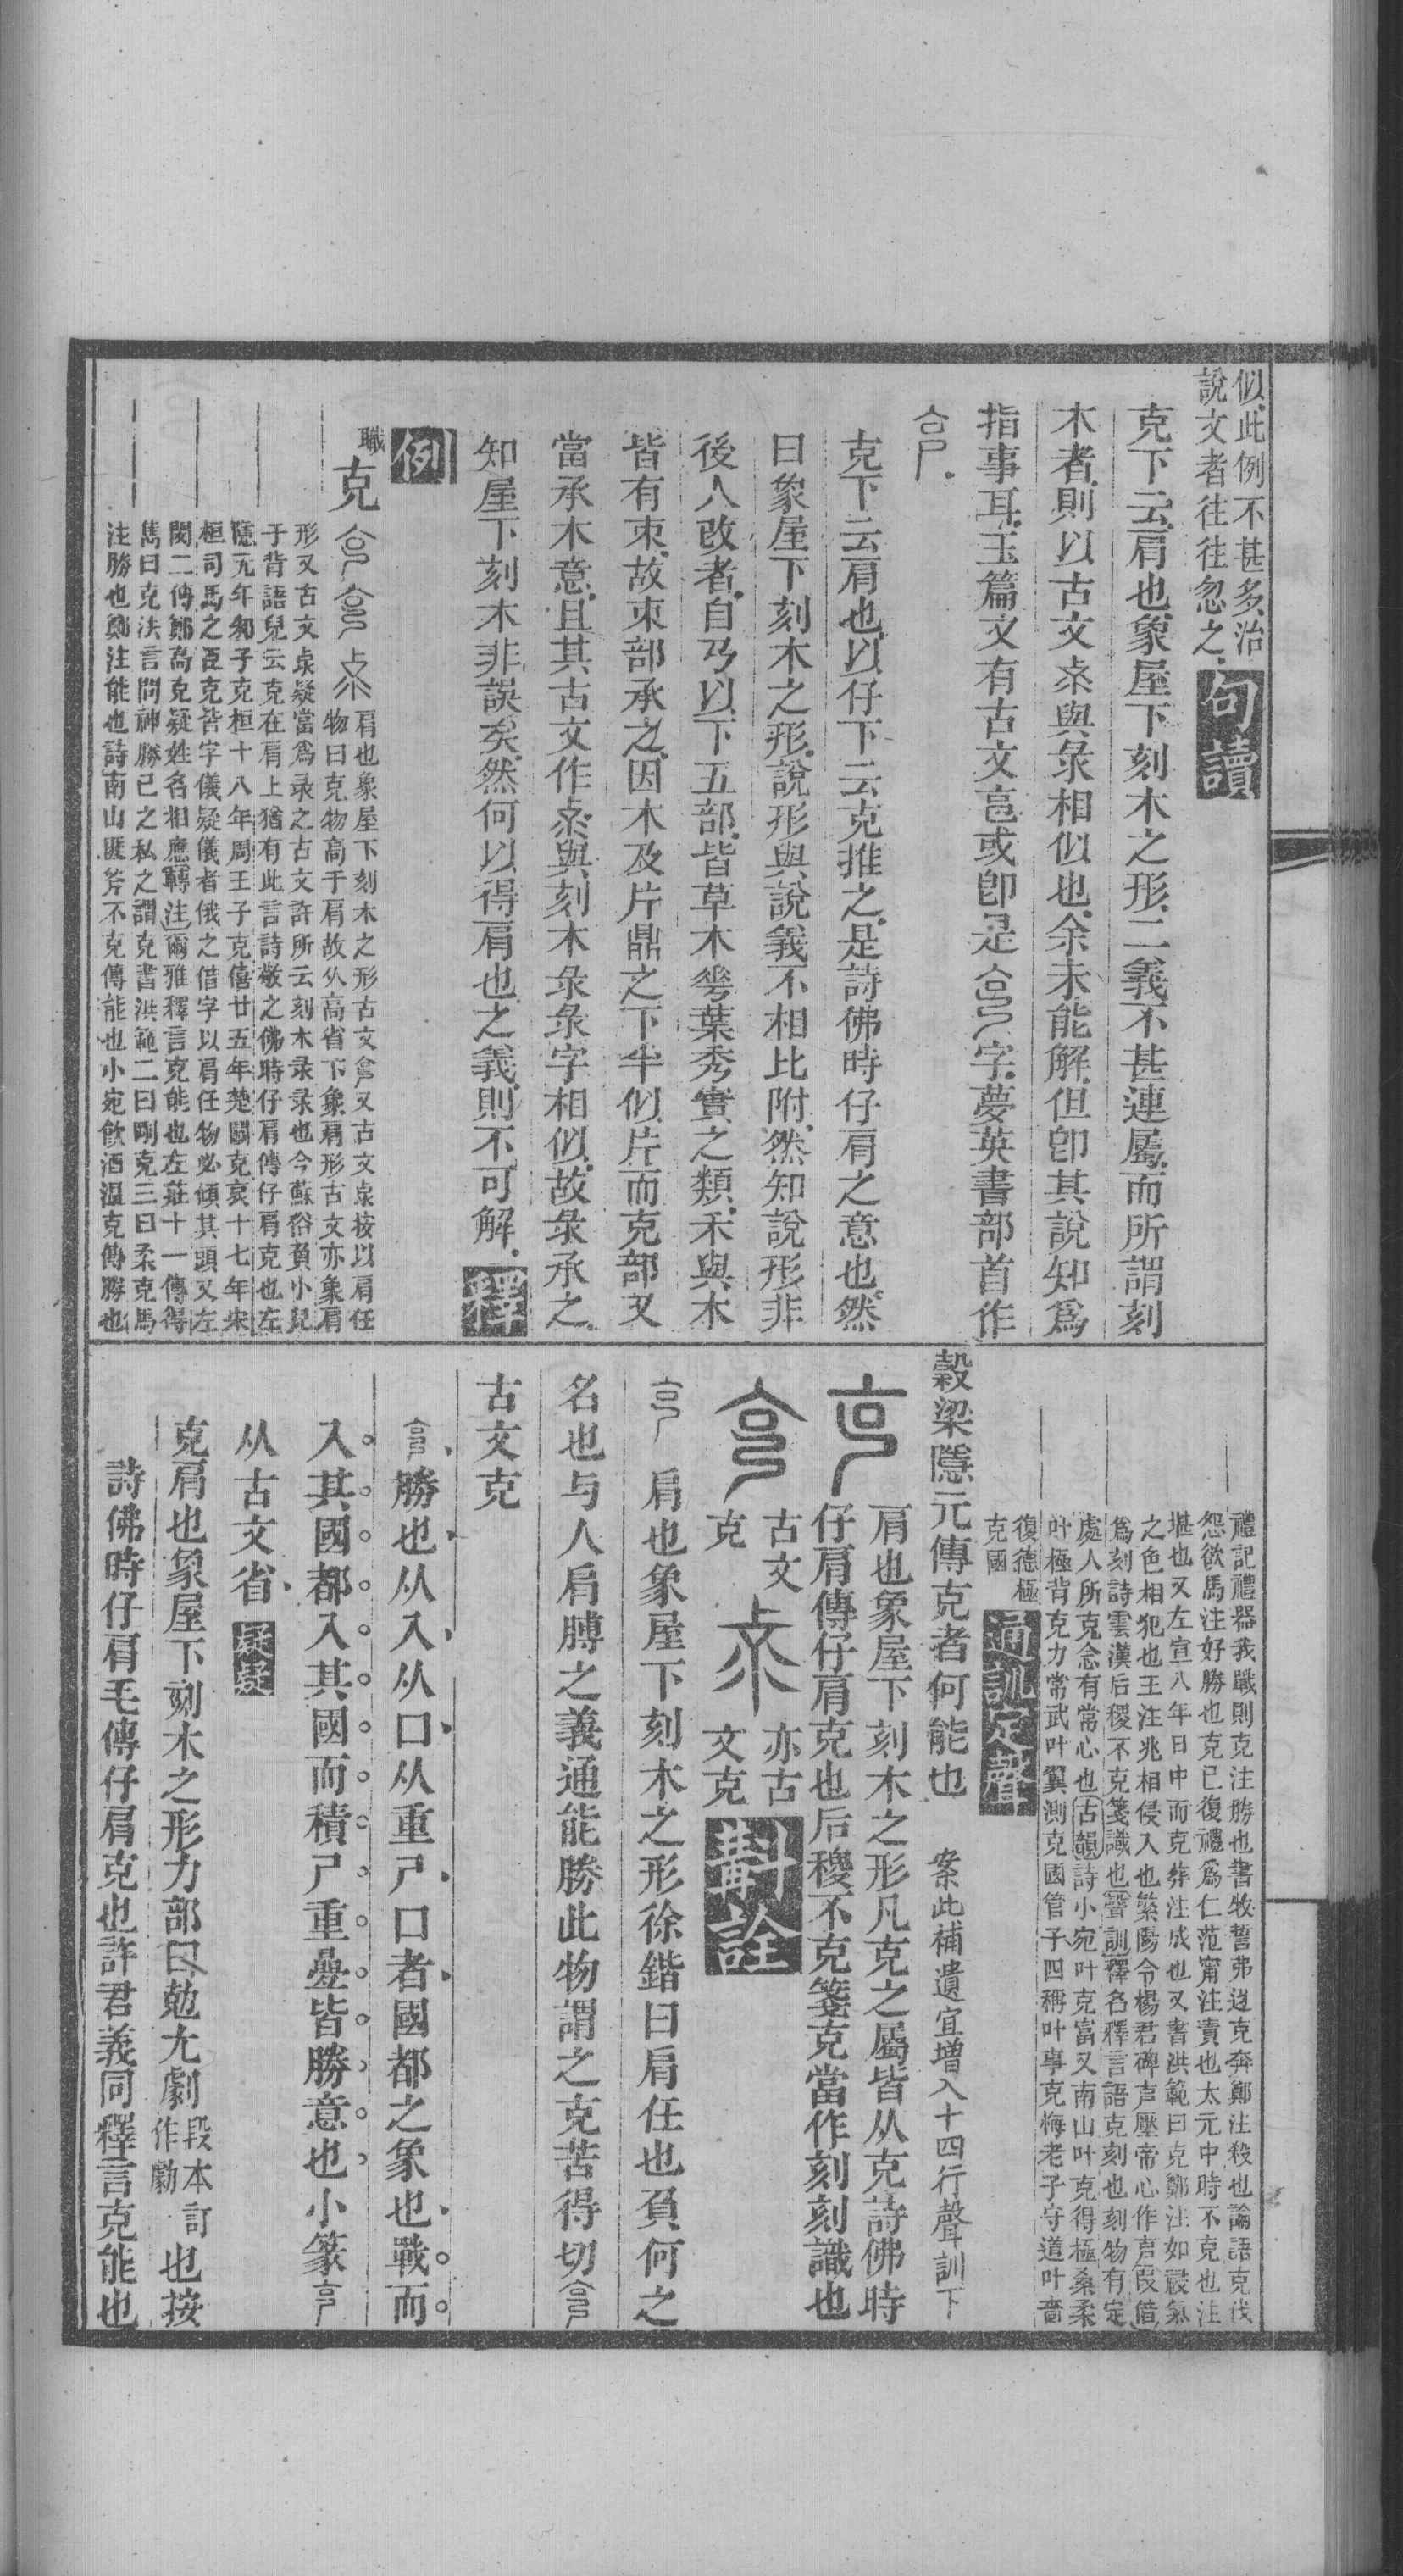 似此例不甚多治
說文者往往忽之
句讀
克下云肩也象屋下刻木之形二義不甚連屬而所謂刻
木者則以古文𠅏與彔相似也余未能解但卽其說知爲
指事耳玉篇又有古文㐭或卽是字夢英書部首作
克下云肩也以仔下云克推之是詩佛時仔肩之意也然
曰象屋下刻木之形說形與說義不相比附然知說形非
後人改者自𠄎以下五部皆草木𠌶葉秀實之類禾與木
皆有朿故朿部承之因木及片鼎之下半似片而克部又
當承木意且其古文作𠅏與刻木彔彔字相似故彔承之
知屋下刻木非誤矣然何以得肩也之義則不可解
釋例
職克
肩也象屋下刻木之形古文又古文𠅏按以肩任
物曰克物高于肩故从高省下象肩形古文亦象肩
形又古文𠅏疑當爲彔之古文許所云刻木彔彔也今蘇俗負小兒
于背語兒云克在肩上猶有此言詩敬之佛時仔肩傳仔肩克也左
隱元年邾子克桓十八年周王子克僖廿五年楚鬭克哀十七年宋
桓司馬之臣克皆字儀疑儀者俄之借字以肩任物必傾其頭又左
閔二傳鄭高克疑姓名相應轉注爾雅釋言克能也左莊十一傳得
儁曰克法言問神勝己之私之謂克書洪範二曰剛克三曰柔克馬
注勝也鄭注能也詩南山匪斧不克傳能也小宛飮酒温克傳勝也
禮記禮器我戰則克注勝也書牧誓弗迓克奔鄭注殺也論語克伐
怨欲馬注好勝也克已復禮爲仁范甯注責也太元中時不克也注
堪也又左宣八年日中而克葬注成也又書洪範曰克鄭注如祲氣
之色相犯也王注兆相侵入也繁陽令楊君碑声壓帝心作声叚借
爲刻詩雲漢后稷不克箋識也聲訓釋名釋言語克刻也刻物有定
處人所克念有常心也古韻詩小宛叶克富又南山叶克得極桑柔
叶極背克力常武叶翼測克國管子四稱叶事克悔老子守道叶嗇
復德極
克國
通訓定聲
穀梁隱元傳克者何能也
案此補遺宜增入十四行聲訓下
肩也象屋下刻木之形凡克之屬皆从克詩佛時
仔肩傳仔肩克也后稷不克箋克當作刻刻識也
古文
克
亦古
文克
斠詮
肩也象屋下刻木之形徐鍇曰肩任也負何之
名也与人肩膊之義通能勝此物謂之克苦得切
古文克
勝也从入从口从重𠃜口者國都之象也戰而
入其國都入其國而積𠃜重疊皆勝意也小篆
从古文省
疑疑
克肩也象屋下刻木之形力部曰勀尤劇
段本訂
作勮
也按
詩佛時仔肩毛傳仔肩克也許君義同釋言克能也